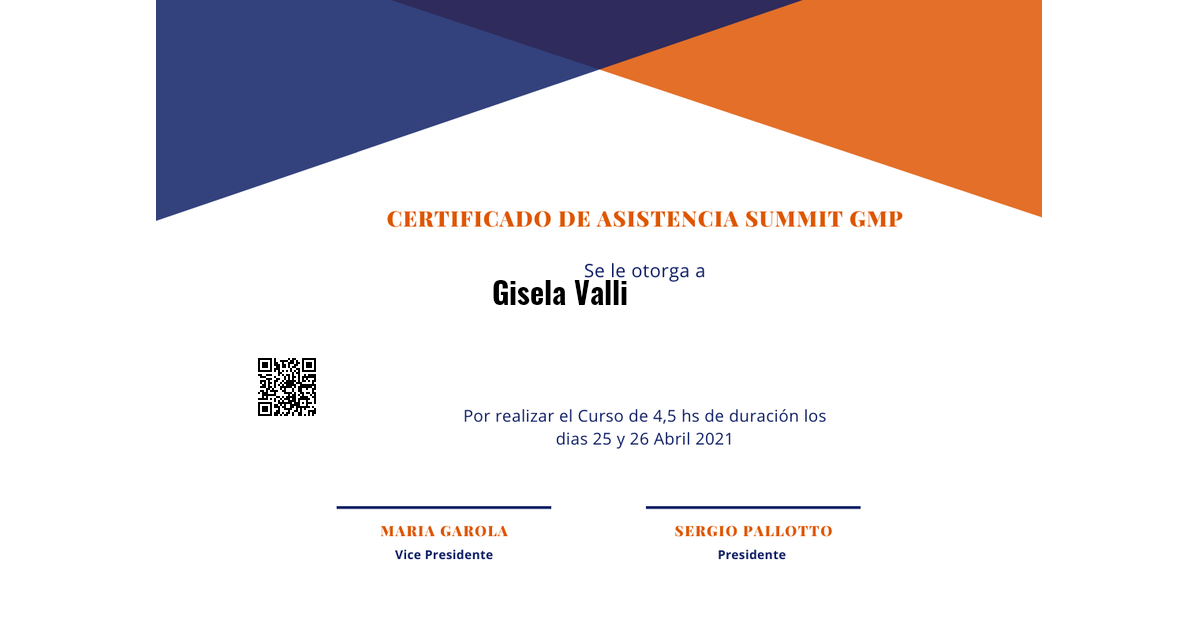 CERTIFICADO DE ASISTENCIA SUMMIT GMP
Se le otorga a
Gisela Valli
Por realizar el Curso de 4,5 hs de duración los
dias 25 y 26 Abril 2021
MARIA GAROLA
Vice Presidente
SERGIO PALLOTTO
Presidente